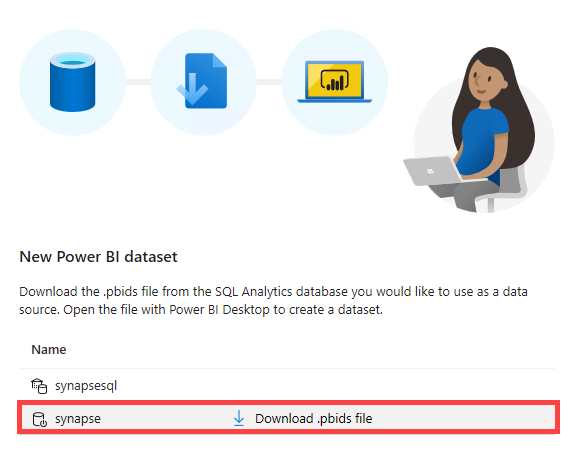 New Power BI dataset
Download the .pbids file from the SQL Analytics database you would like to use as a data
source. Open the file with Power BI Desktop to create a dataset.
Name
synapsesql
synapse Download .pbids file